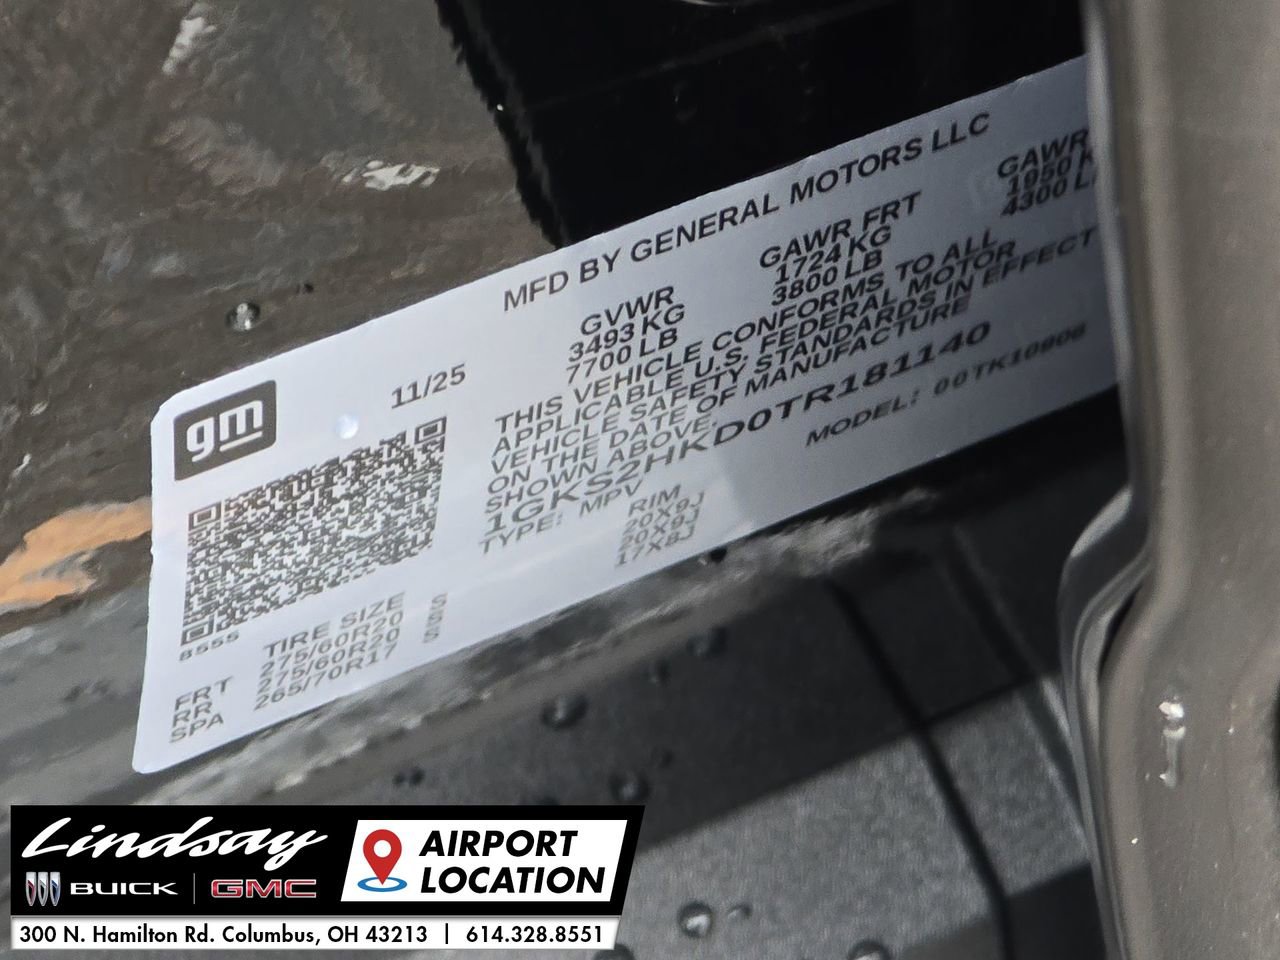 MFD BY GENERAL MOTORS LLC
gm
11/25
GVWR
3493 KG
7700 LB
GAWR FRT
1724 KG
3800 LB
GAWR
1950 K
4300 L
THIS VEHICLE CONFORMS TO ALL
APPLICABLE U.S. FEDERAL MOTOR
VEHICLE SAFETY STANDARDS IN EFFECT
ON THE DATE OF MANUFACTURE
SHOWN ABOVE.
1GKS2HKD0TR181140
TYPE: MPV
MODEL: 00TK10906
8555
TIRE SIZE
RIM
FRT 275/60R20 S 20X9J
RR 275/60R20 S 20X9J
SPA 265/70R17 S 17X8J
Lindsay
BUICK | GMC
AIRPORT
LOCATION
300 N. Hamilton Rd. Columbus, OH 43213 | 614.328.8551